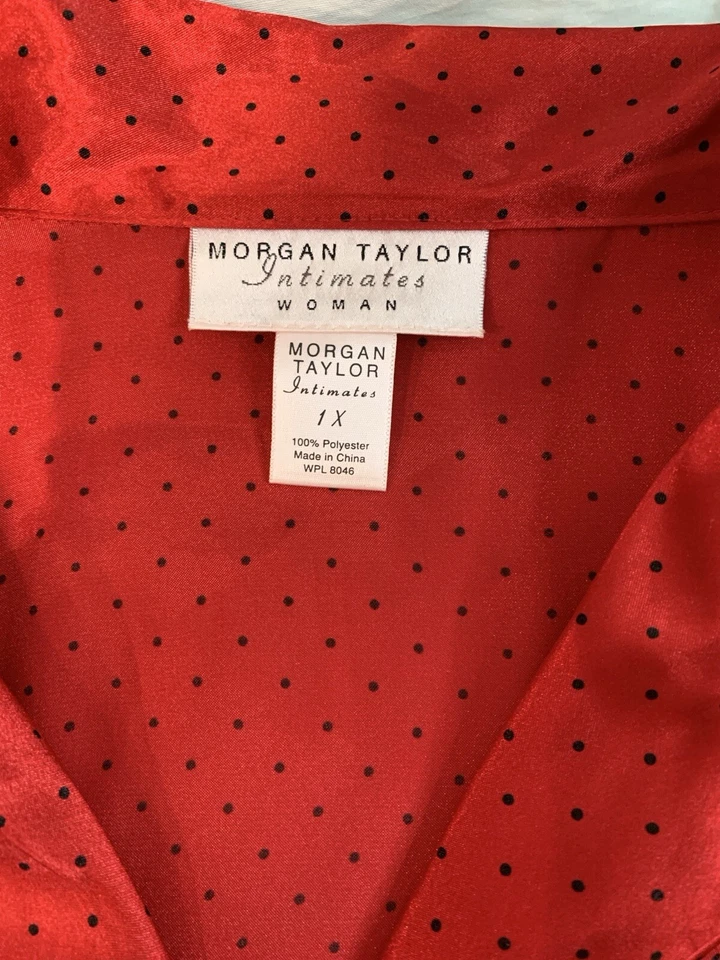 MORGAN TAYLOR
Intimates
WOMAN
MORGAN
TAYLOR
Intimates
1X
100% Polyester
Made in China
WPL 8046